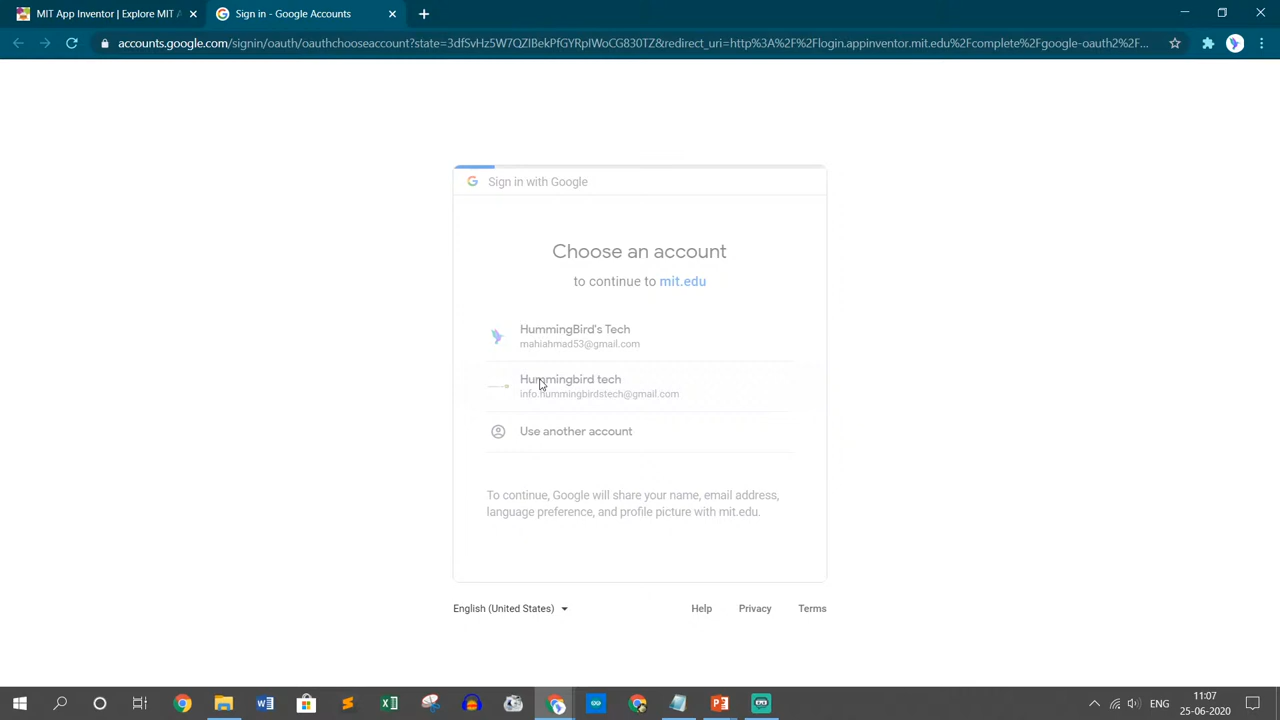 MIT App Inventor | Explore MIT A
Sign in - Google Accounts
accounts.google.com/signin/oauth/oauthchooseaccount?state=3dfSvHz5W7QZIBekPfGYRpIWoCG830TZ&redirect_uri=http%3A%2F%2Flogin.appinventor.mit.edu%2Fcomplete%2Fgoogle-oauth2%2F...
Sign in with Google
Choose an account
to continue to mit.edu
HummingBird's Tech
mahiahmad53@gmail.com
Hummingbird tech
info.hummingbirdstech@gmail.com
Use another account
To continue, Google will share your name, email address,
language preference, and profile picture with mit.edu.
English (United States)
Help
Privacy
Terms
ENG
11:07
25-06-2020